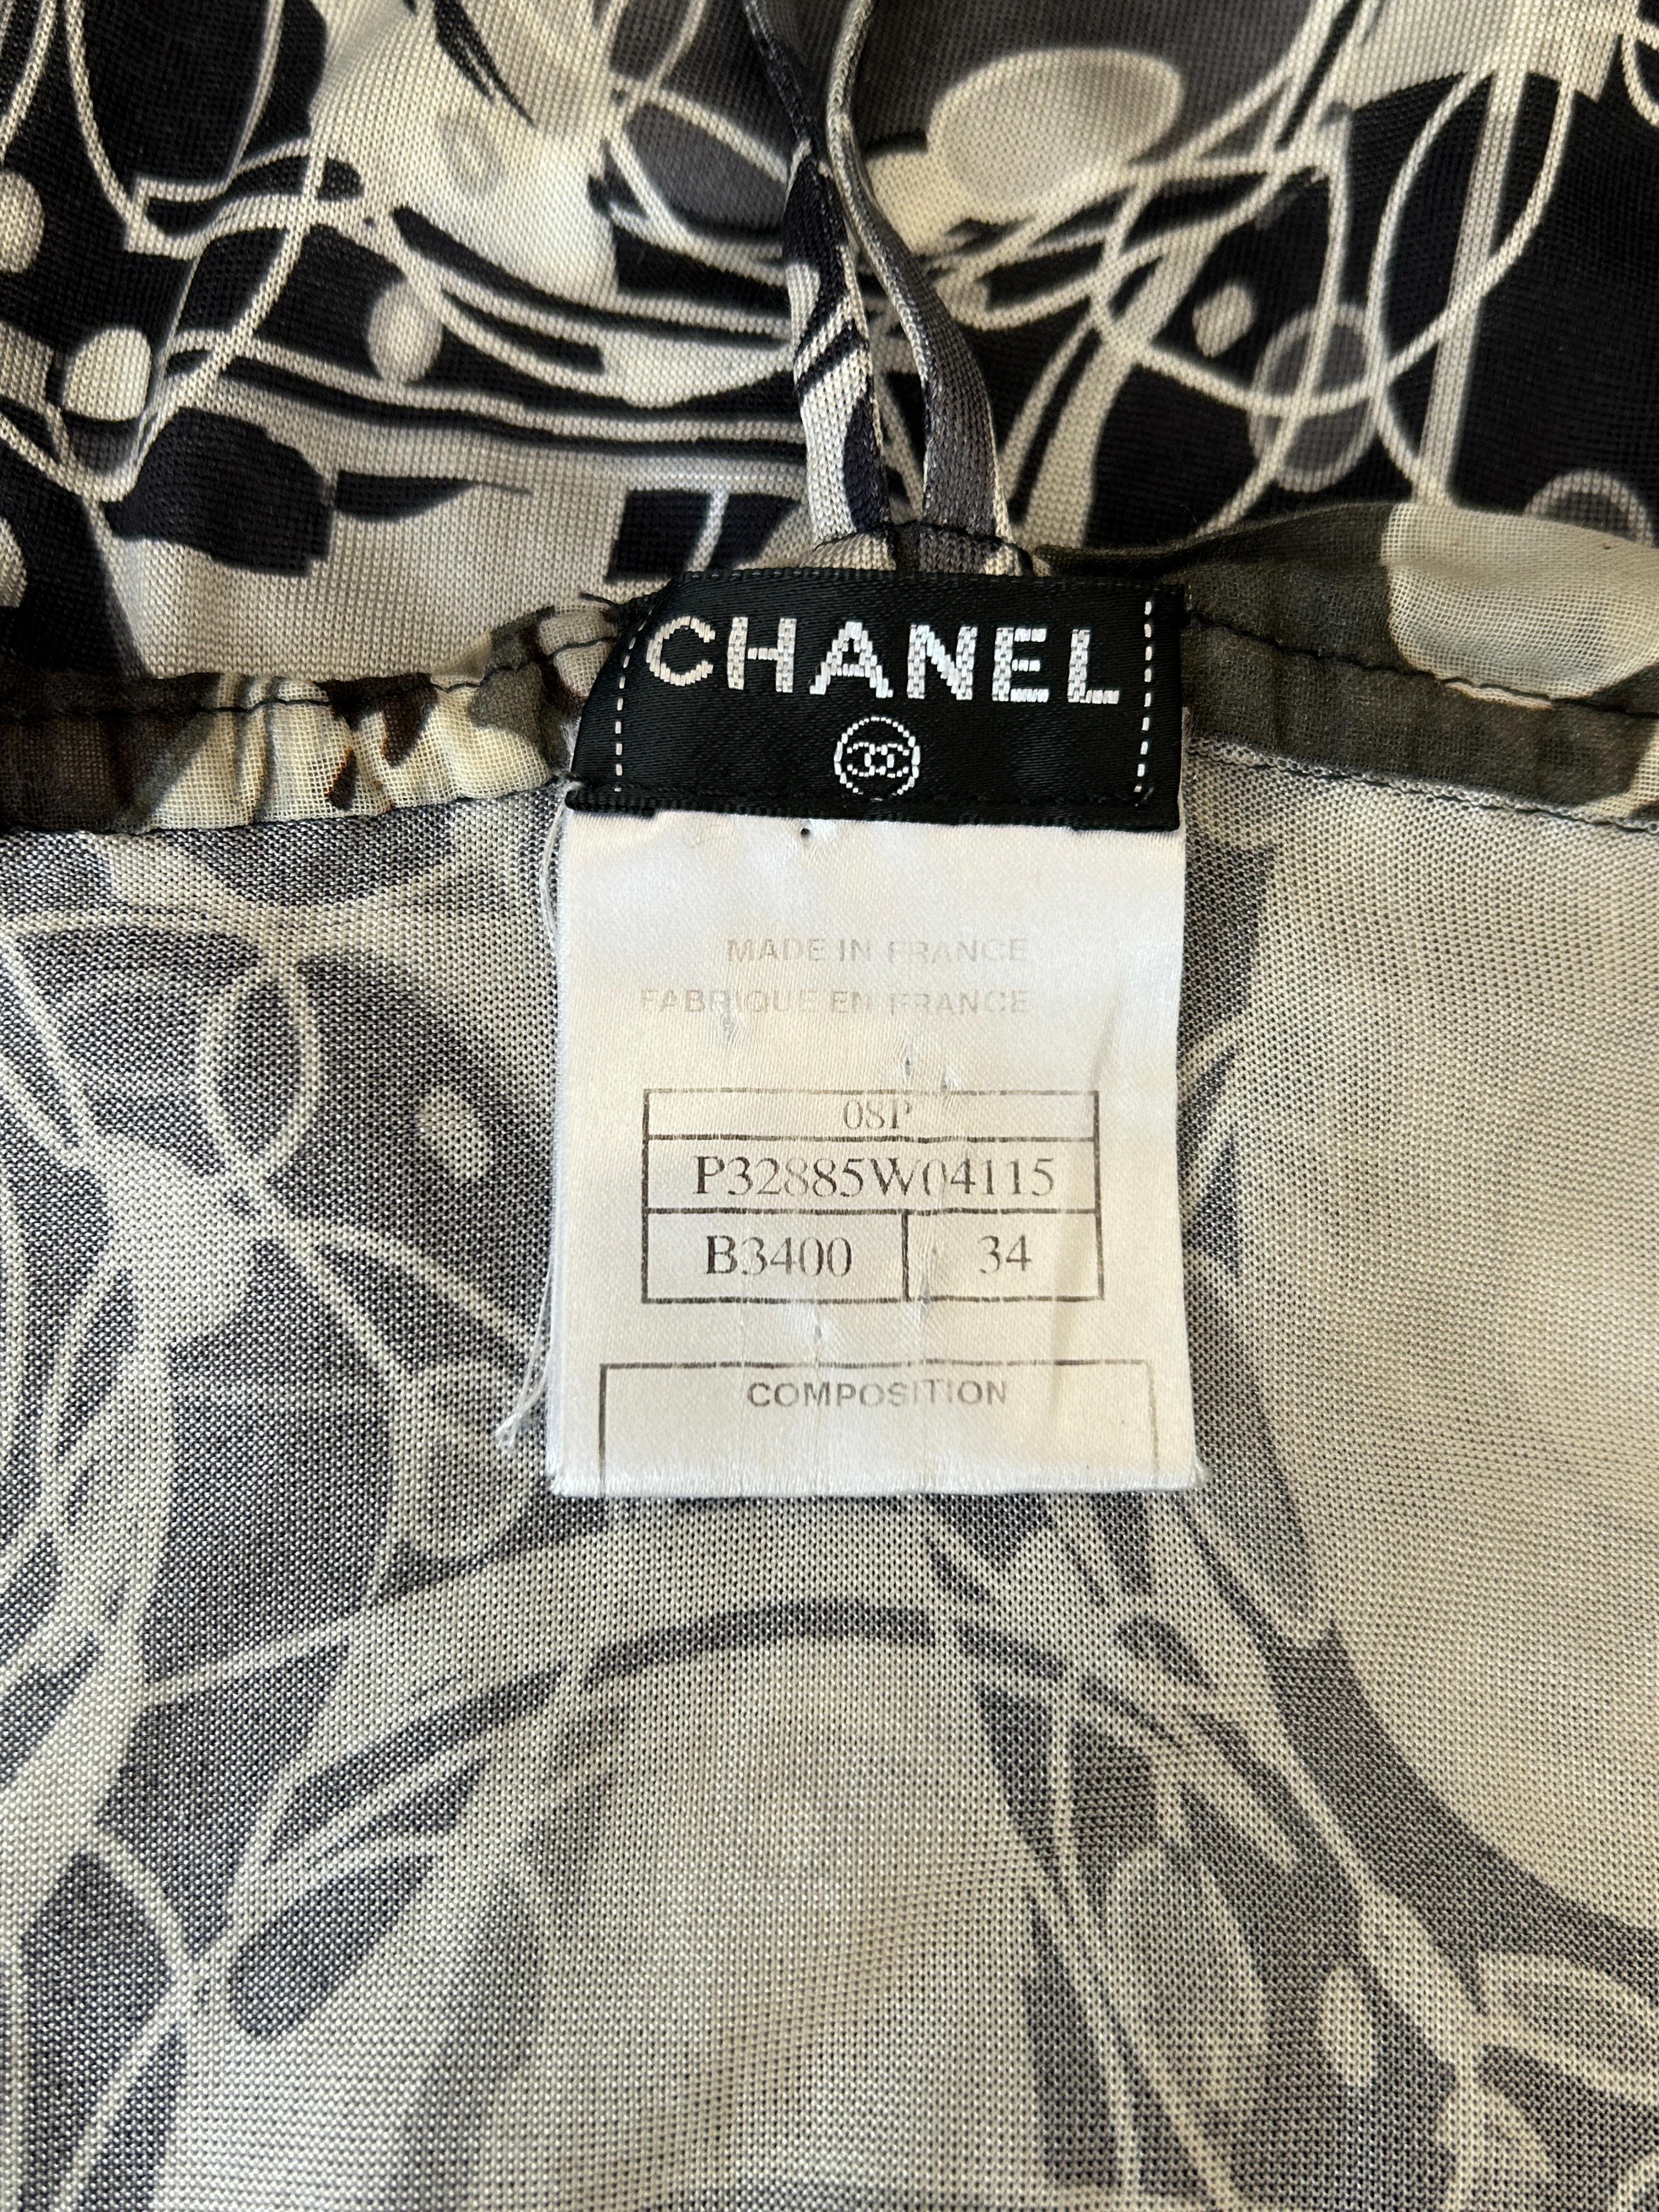 CHANEL
MADE IN FRANCE
FABRIQUE EN FRANCE
08P
P32885W04115
B3400 34
COMPOSITION